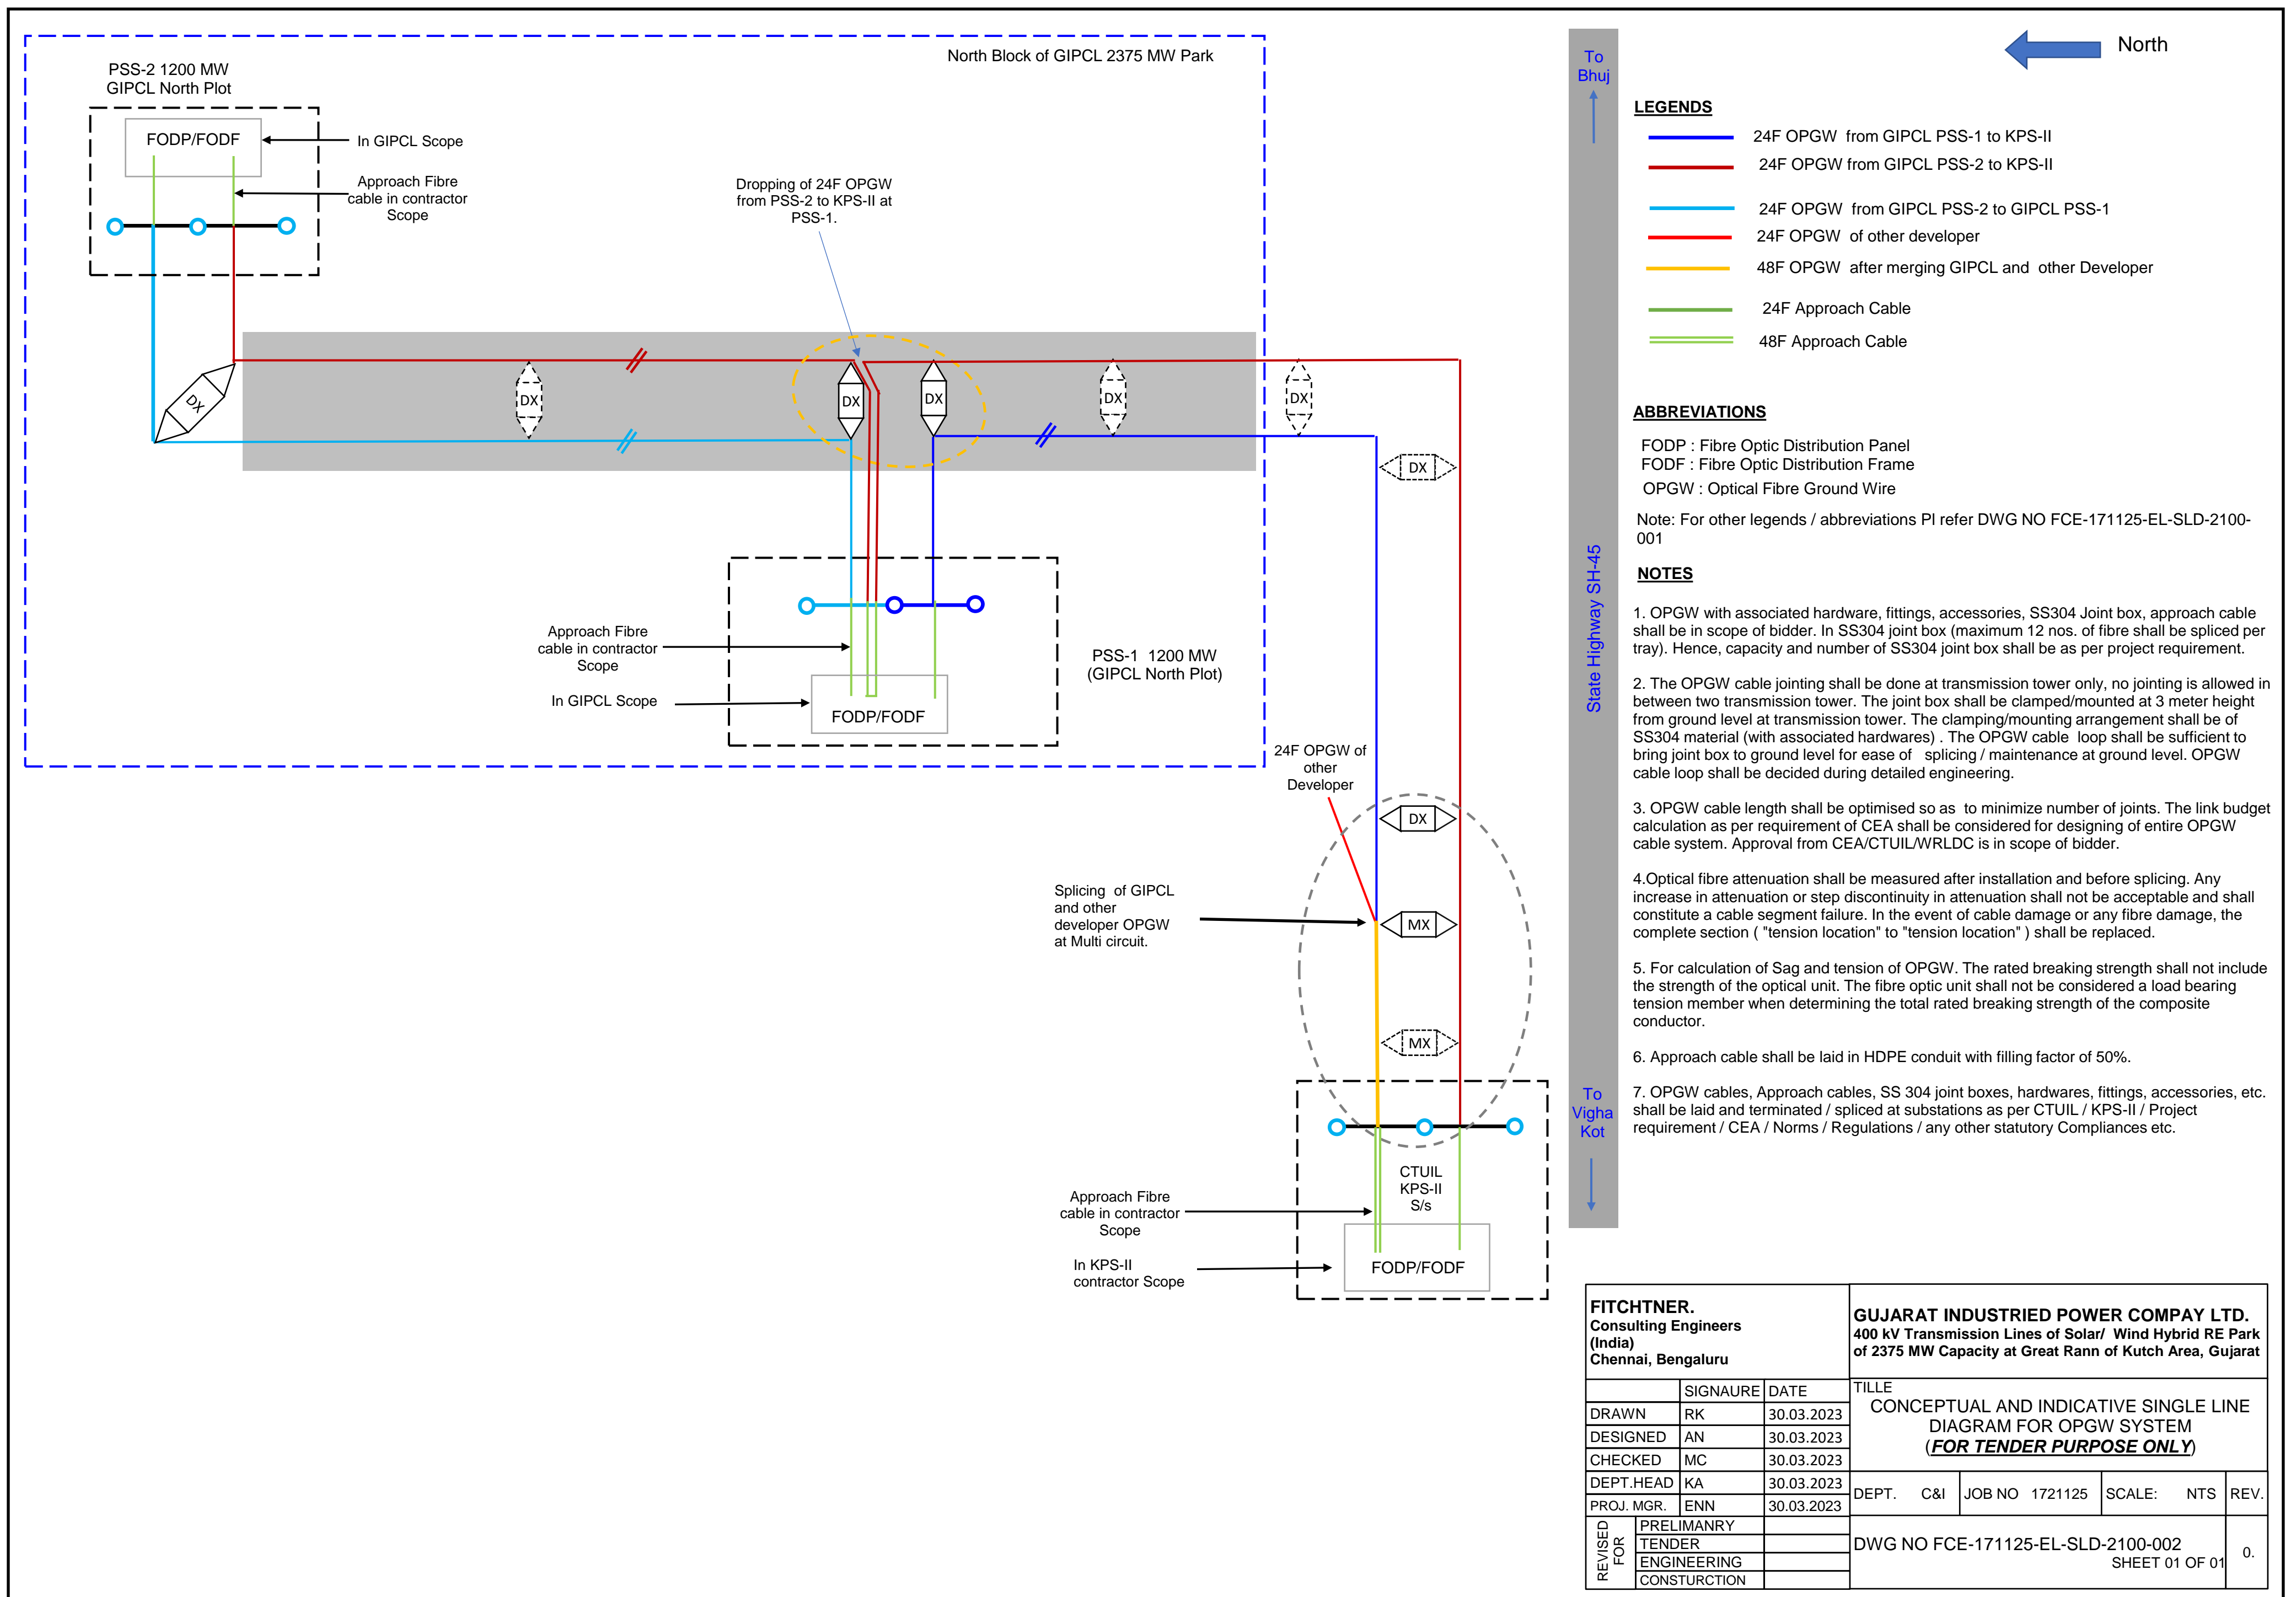 North Block of GIPCL 2375 MW Park
PSS-2 1200 MW
GIPCL North Plot
FODP/FODF
In GIPCL Scope
Approach Fibre
cable in contractor
Scope
Dropping of 24F OPGW
from PSS-2 to KPS-II at
PSS-1.
DX
DX
DX
DX
DX
DX
DX
Approach Fibre
cable in contractor
Scope
In GIPCL Scope
FODP/FODF
PSS-1 1200 MW
(GIPCL North Plot)
24F OPGW of
other
Developer
DX
Splicing of GIPCL
and other
developer OPGW
at Multi circuit.
MX
MX
CTUIL
KPS-II
S/s
Approach Fibre
cable in contractor
Scope
In KPS-II
contractor Scope
FODP/FODF
To
Bhuj
State Highway SH-45
To
Vigha
Kot
North
LEGENDS
24F OPGW from GIPCL PSS-1 to KPS-II
24F OPGW from GIPCL PSS-2 to KPS-II
24F OPGW from GIPCL PSS-2 to GIPCL PSS-1
24F OPGW of other developer
48F OPGW after merging GIPCL and other Developer
24F Approach Cable
48F Approach Cable
ABBREVIATIONS
FODP : Fibre Optic Distribution Panel
FODF : Fibre Optic Distribution Frame
OPGW : Optical Fibre Ground Wire
Note: For other legends / abbreviations Pl refer DWG NO FCE-171125-EL-SLD-2100-
001
NOTES
1. OPGW with associated hardware, fittings, accessories, SS304 Joint box, approach cable
shall be in scope of bidder. In SS304 joint box (maximum 12 nos. of fibre shall be spliced per
tray). Hence, capacity and number of SS304 joint box shall be as per project requirement.
2. The OPGW cable jointing shall be done at transmission tower only, no jointing is allowed in
between two transmission tower. The joint box shall be clamped/mounted at 3 meter height
from ground level at transmission tower. The clamping/mounting arrangement shall be of
SS304 material (with associated hardwares) . The OPGW cable loop shall be sufficient to
bring joint box to ground level for ease of splicing / maintenance at ground level. OPGW
cable loop shall be decided during detailed engineering.
3. OPGW cable length shall be optimised so as to minimize number of joints. The link budget
calculation as per requirement of CEA shall be considered for designing of entire OPGW
cable system. Approval from CEA/CTUIL/WRLDC is in scope of bidder.
4.Optical fibre attenuation shall be measured after installation and before splicing. Any
increase in attenuation or step discontinuity in attenuation shall not be acceptable and shall
constitute a cable segment failure. In the event of cable damage or any fibre damage, the
complete section ( "tension location" to "tension location" ) shall be replaced.
5. For calculation of Sag and tension of OPGW. The rated breaking strength shall not include
the strength of the optical unit. The fibre optic unit shall not be considered a load bearing
tension member when determining the total rated breaking strength of the composite
conductor.
6. Approach cable shall be laid in HDPE conduit with filling factor of 50%.
7. OPGW cables, Approach cables, SS 304 joint boxes, hardwares, fittings, accessories, etc.
shall be laid and terminated / spliced at substations as per CTUIL / KPS-II / Project
requirement / CEA / Norms / Regulations / any other statutory Compliances etc.
FITCHTNER.
Consulting Engineers
(India)
Chennai, Bengaluru
GUJARAT INDUSTRIED POWER COMPAY LTD.
400 kV Transmission Lines of Solar/ Wind Hybrid RE Park
of 2375 MW Capacity at Great Rann of Kutch Area, Gujarat
SIGNAURE DATE
DRAWN RK 30.03.2023
DESIGNED AN 30.03.2023
CHECKED MC 30.03.2023
DEPT.HEAD KA 30.03.2023
PROJ. MGR. ENN 30.03.2023
REVISED FOR
PRELIMANRY
TENDER
ENGINEERING
CONSTURCTION
TILLE
CONCEPTUAL AND INDICATIVE SINGLE LINE
DIAGRAM FOR OPGW SYSTEM
(FOR TENDER PURPOSE ONLY)
DEPT. C&I JOB NO 1721125 SCALE: NTS REV.
DWG NO FCE-171125-EL-SLD-2100-002
SHEET 01 OF 01
0.